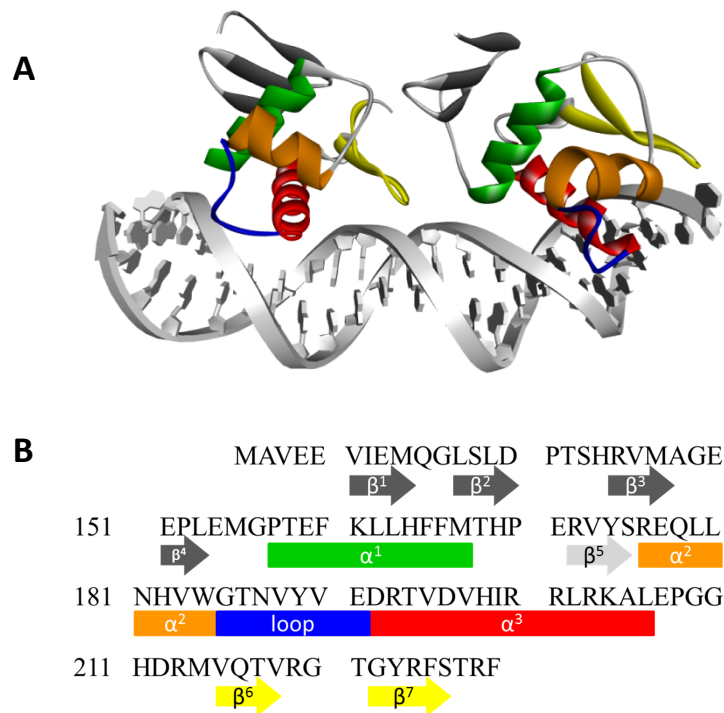 A
B
MAVEE VIEMQGLSLD PTSHRVMAGE
β¹ β² β³
151 EPLEMGPTEF KLLHFFMTHP ERVYSREQLL
β⁴ α¹ β⁵ α²
181 NHVWGTNVYV EDRTVDVHIR RLRKALEPGG
α² loop α³
211 HDRMVQTVRG TGYRFSTRF
β⁶ β⁷